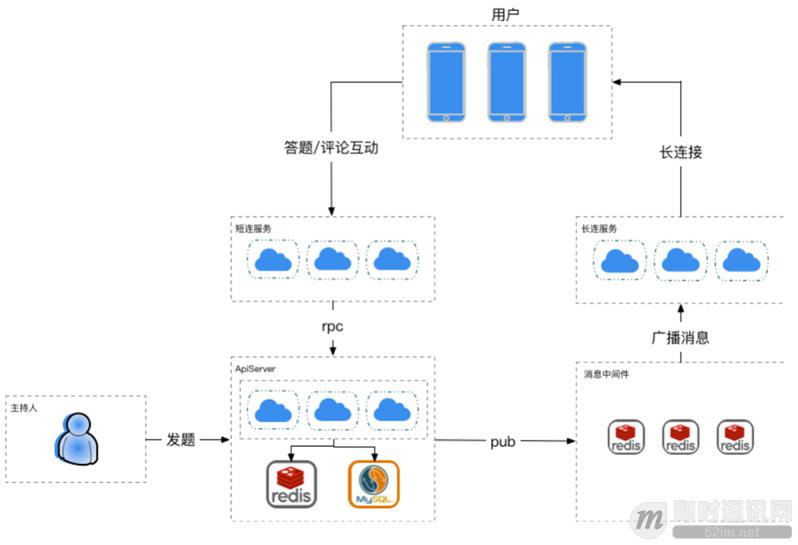 用户
答题/评论互动
长连接
短连服务
长连服务
rpc
广播消息
ApiServer
消息中间件
主持人
发题
pub
redis
redis
redis
redis
MySQL
即时通讯网
52im.net